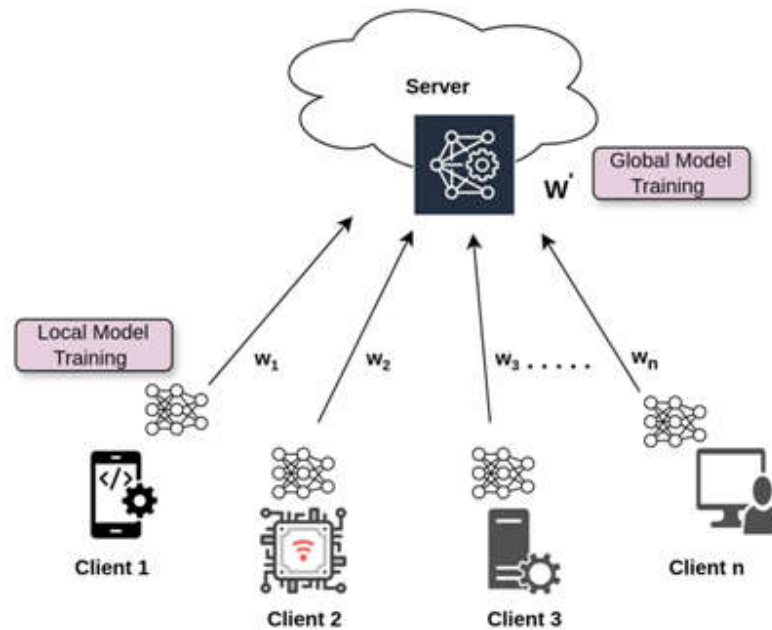 Server
Global Model
Training
W'
Local Model
Training
w1
w2
w3 . . . . .
wn
Client 1
Client 2
Client 3
Client n